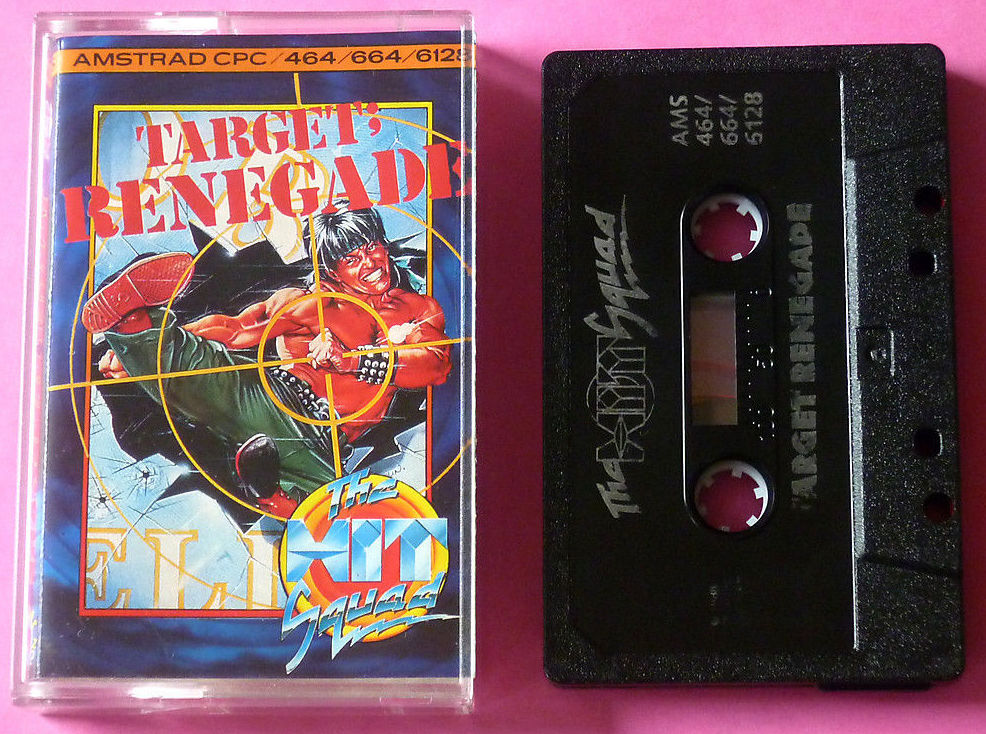 AMSTRAD CPC/464/664/6128
TARGET;
RENEGADE
ELI
The
HIT
Squad
AMS
464/
664/
6128
The HIT Squad
TARGET RENEGADE